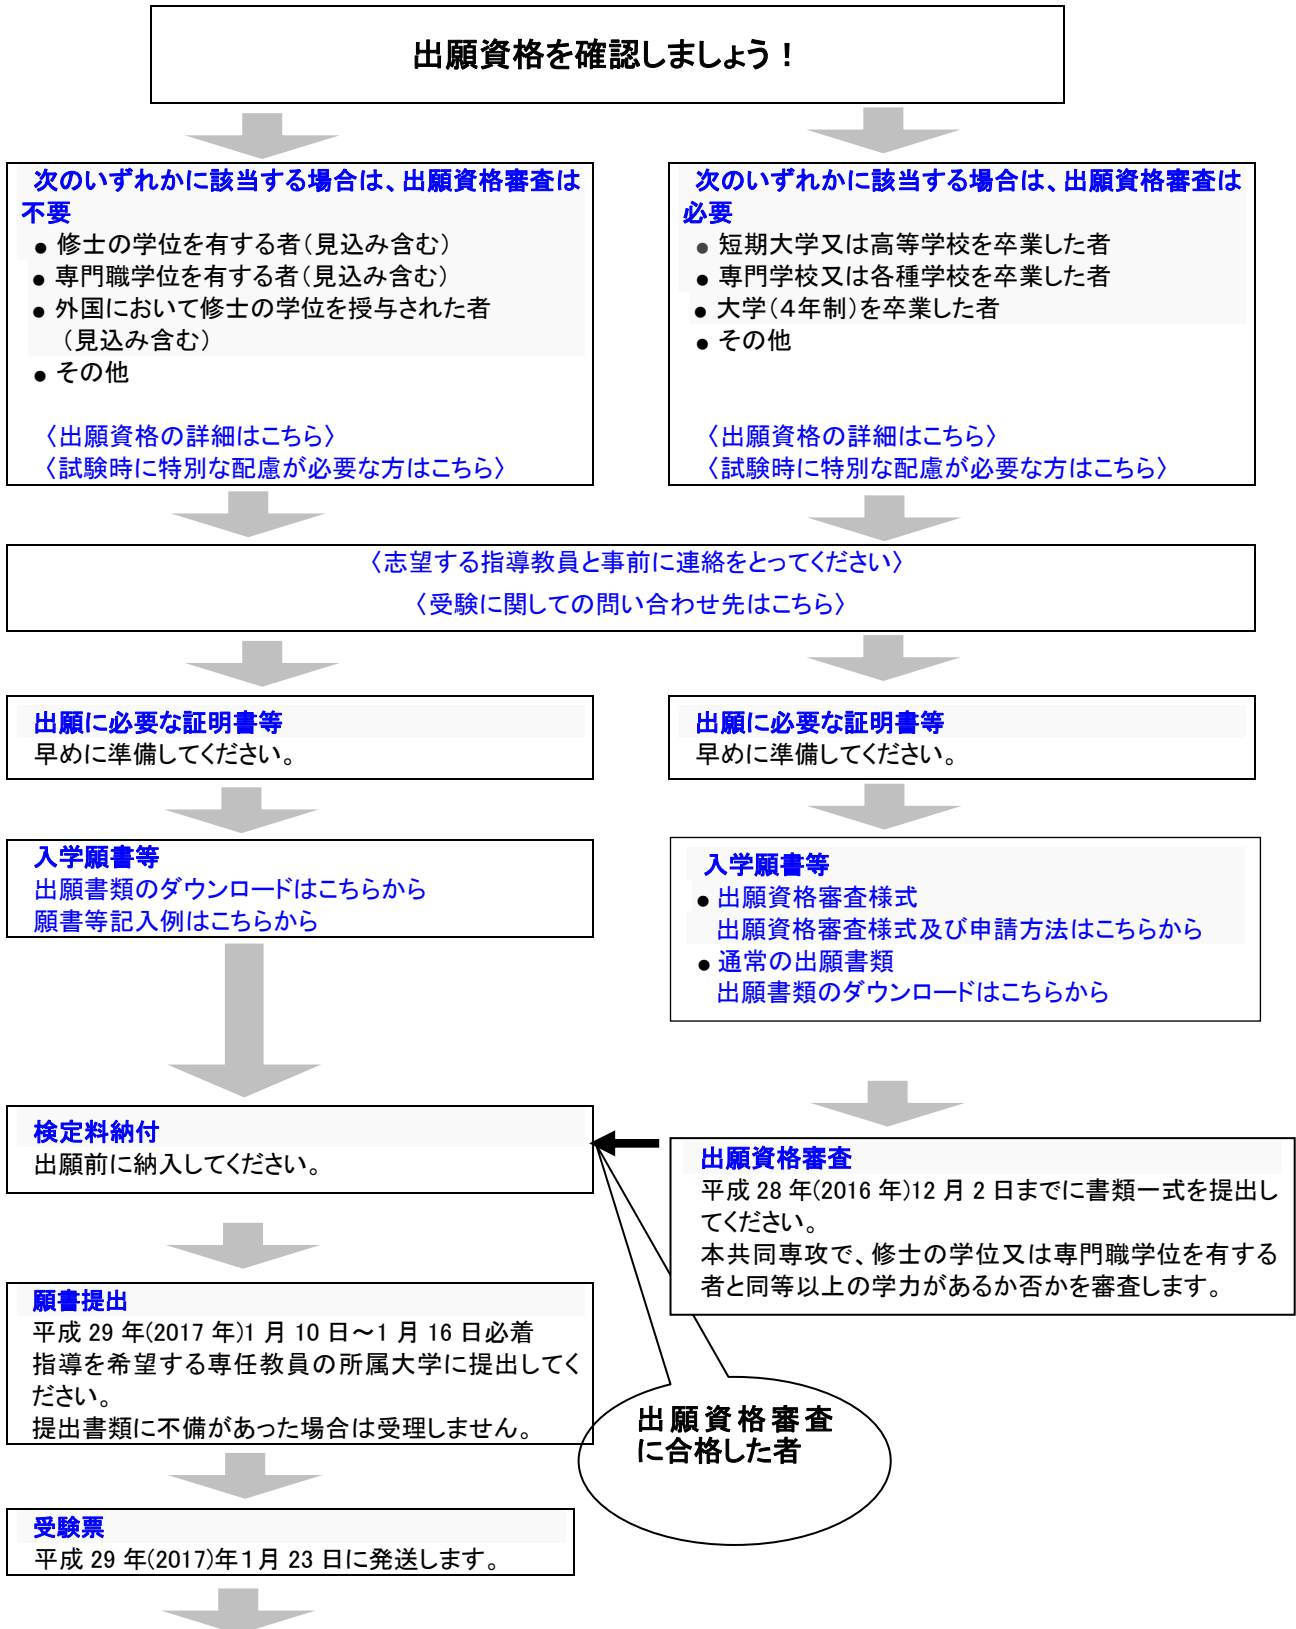 出願資格を確認しましょう！
次のいずれかに該当する場合は、出願資格審査は
不要
● 修士の学位を有する者（見込み含む）
● 専門職学位を有する者（見込み含む）
● 外国において修士の学位を授与された者
（見込み含む）
● その他
〈出願資格の詳細はこちら〉
〈試験時に特別な配慮が必要な方はこちら〉
次のいずれかに該当する場合は、出願資格審査は
必要
● 短期大学又は高等学校を卒業した者
● 専門学校又は各種学校を卒業した者
● 大学（４年制）を卒業した者
● その他
〈出願資格の詳細はこちら〉
〈試験時に特別な配慮が必要な方はこちら〉
〈志望する指導教員と事前に連絡をとってください〉
〈受験に関しての問い合わせ先はこちら〉
出願に必要な証明書等
早めに準備してください。
出願に必要な証明書等
早めに準備してください。
入学願書等
出願書類のダウンロードはこちらから
願書等記入例はこちらから
入学願書等
● 出願資格審査様式
出願資格審査様式及び申請方法はこちらから
● 通常の出願書類
出願書類のダウンロードはこちらから
検定料納付
出願前に納入してください。
出願資格審査
平成 28 年(2016 年)12 月 2 日までに書類一式を提出し
てください。
本共同専攻で、修士の学位又は専門職学位を有する
者と同等以上の学力があるか否かを審査します。
願書提出
平成 29 年(2017 年)1 月 10 日～1 月 16 日必着
指導を希望する専任教員の所属大学に提出してく
ださい。
提出書類に不備があった場合は受理しません。
出願資格審査
に合格した者
受験票
平成 29 年(2017)年１月 23 日に発送します。